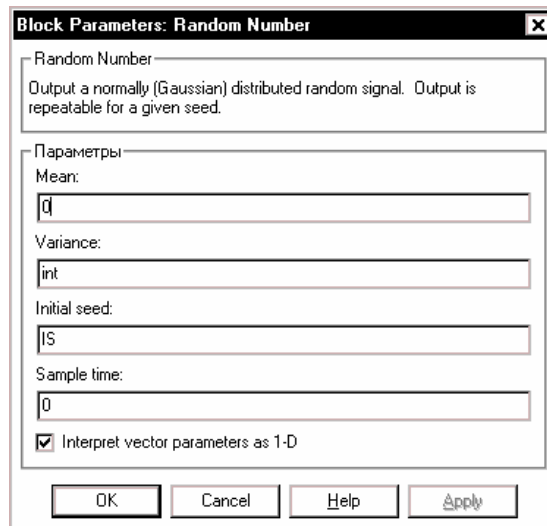 Block Parameters: Random Number
Random Number
Output a normally (Gaussian) distributed random signal. Output is
repeatable for a given seed.
Параметры
Mean:
0
Variance:
int
Initial seed:
IS
Sample time:
0
Interpret vector parameters as 1-D
OK Cancel Help Apply